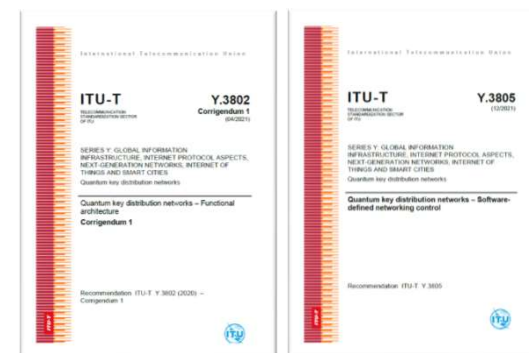 International Telecommunication Union
ITU-T
TELECOMMUNICATION
STANDARDIZATION SECTOR
OF ITU
Y.3802
Corrigendum 1
(04/2021)
SERIES Y: GLOBAL INFORMATION
INFRASTRUCTURE, INTERNET PROTOCOL ASPECTS,
NEXT-GENERATION NETWORKS, INTERNET OF
THINGS AND SMART CITIES
Quantum key distribution networks
Quantum key distribution networks – Functional
architecture
Corrigendum 1
Recommendation ITU-T Y.3802 (2020) –
Corrigendum 1
ITU-T
ITU
International Telecommunication Union
ITU-T
TELECOMMUNICATION
STANDARDIZATION SECTOR
OF ITU
Y.3805
(12/2021)
SERIES Y: GLOBAL INFORMATION
INFRASTRUCTURE, INTERNET PROTOCOL ASPECTS,
NEXT-GENERATION NETWORKS, INTERNET OF
THINGS AND SMART CITIES
Quantum key distribution networks
Quantum key distribution networks – Software-
defined networking control
Recommendation ITU-T Y.3805
ITU-T
ITU